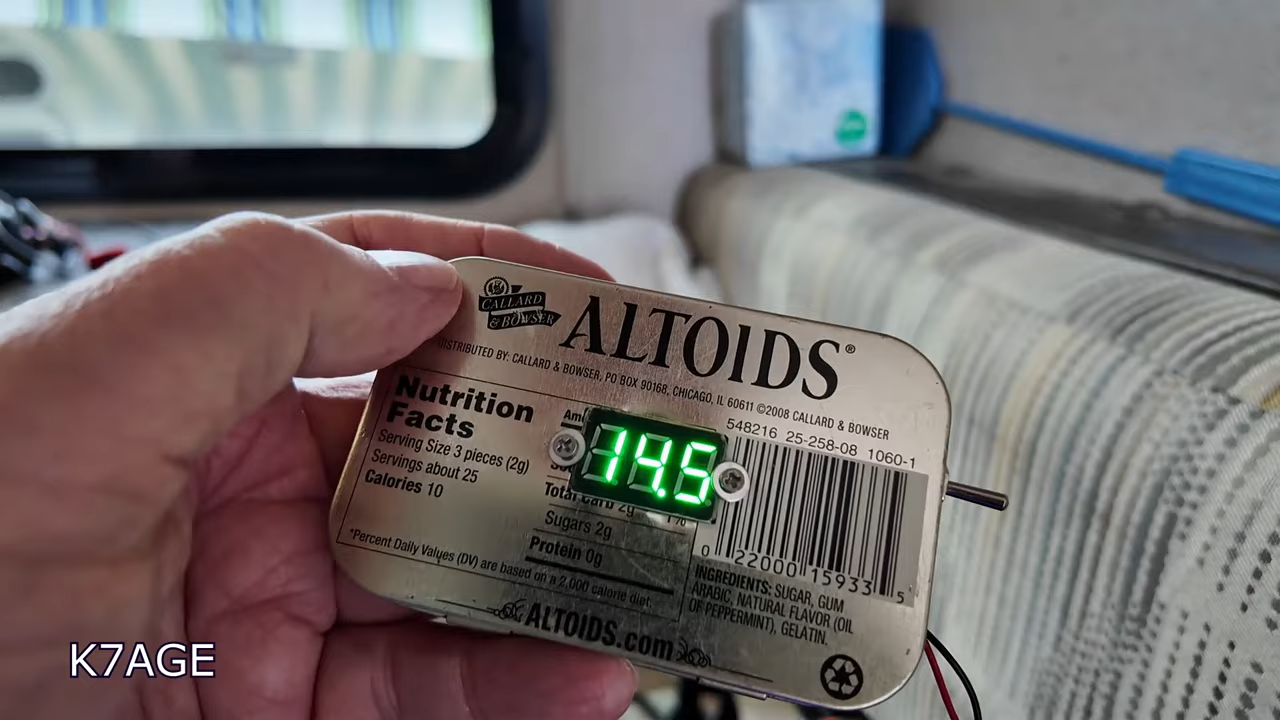 CALLARD
& BOWSER
ALTOIDS®
DISTRIBUTED BY: CALLARD & BOWSER, PO BOX 90168, CHICAGO, IL 60611 ©2008 CALLARD & BOWSER
Nutrition
Facts
Serving Size 3 pieces (2g)
Servings about 25
Calories 10
*Percent Daily Values (DV) are based on a 2,000 calorie diet.
14.5
Total Carb 2g 1%
Sugars 2g
Protein 0g
548216 25-258-08 1060-1
0 22000 15933 5
INGREDIENTS: SUGAR, GUM
ARABIC, NATURAL FLAVOR (OIL
OF PEPPERMINT), GELATIN.
ALTOIDS.com
K7AGE